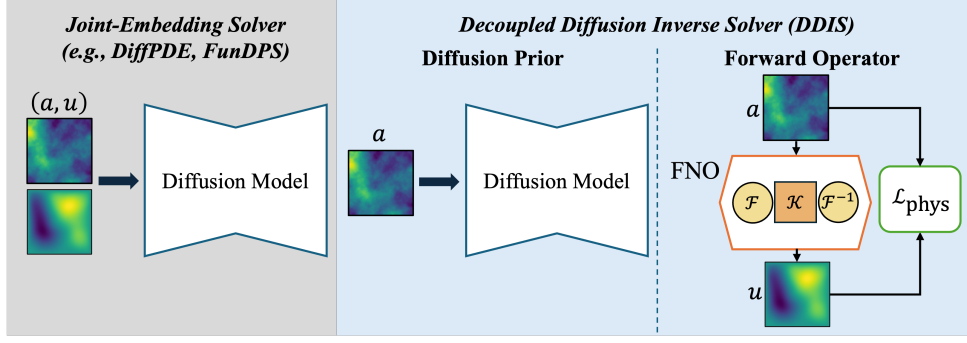 Joint-Embedding Solver
(e.g., DiffPDE, FunDPS)
(a, u)
Diffusion Model
Decoupled Diffusion Inverse Solver (DDIS)
Diffusion Prior
a
Diffusion Model
Forward Operator
a
FNO
ℱ
𝒦
ℱ⁻¹
u
ℒphys